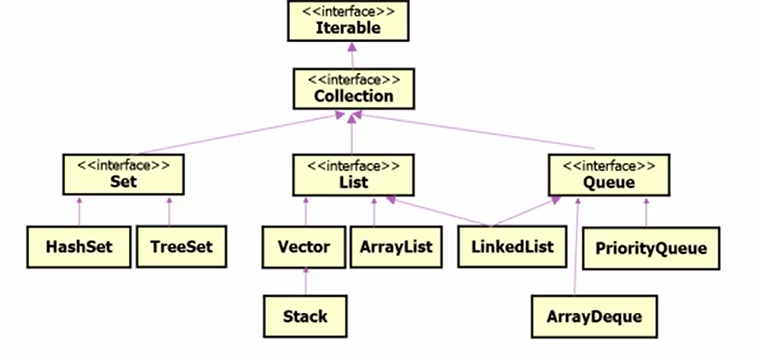 <<interface>>
Iterable
<<interface>>
Collection
<<interface>>
Set
<<interface>>
List
<<interface>>
Queue
HashSet
TreeSet
Vector
ArrayList
LinkedList
PriorityQueue
Stack
ArrayDeque